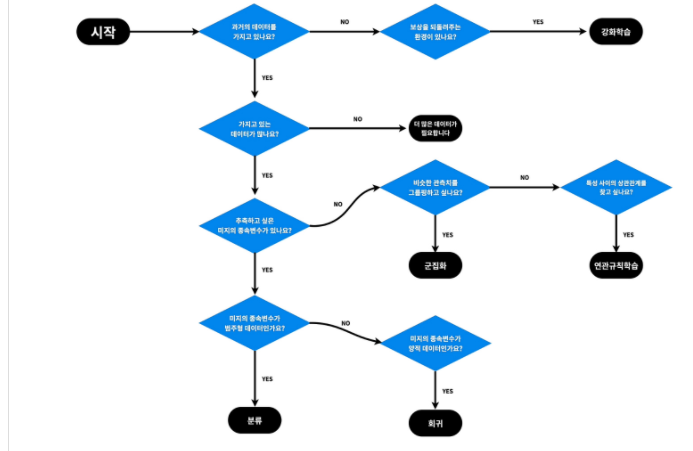 시작
과거의 데이터를
가지고 있나요?
NO
보상을 되돌려주는
환경이 있나요?
YES
강화학습
YES
가지고 있는
데이터가 많나요?
NO
더 많은 데이터가
필요합니다
YES
추측하고 싶은
미지의 종속변수가 있나요?
NO
비슷한 관측치를
그룹핑하고 싶나요?
NO
특성 사이의 상관관계를
찾고 싶나요?
YES
군집화
YES
연관규칙학습
YES
미지의 종속변수가
범주형 데이터인가요?
NO
미지의 종속변수가
양적 데이터인가요?
YES
분류
YES
회귀